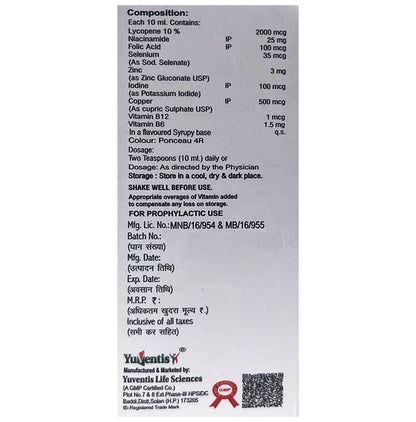 Composition:
Each 10 ml. Contains:
Lycopene 10 % 2000 mcg
Niacinamide IP 25 mg
Folic Acid IP 100 mcg
Selenium 35 mcg
(As Sod. Selenate)
Zinc 3 mg
(as Zinc Gluconate USP)
Iodine IP 100 mcg
(as Potassium Iodide)
Copper IP 500 mcg
(As cupric Sulphate USP)
Vitamin B12 1 mcg
Vitamin B6 1.5 mg
In a flavoured Syrupy base q.s.
Colour: Ponceau 4R
Dosage:
Two Teaspoons (10 ml.) daily or
Dosage: As directed by the Physician
Storage : Store in a cool, dry & dark place.
SHAKE WELL BEFORE USE.
Appropriate overages of Vitamin added
to compensate any loss on storage.
FOR PROPHYLACTIC USE
Mfg. Lic. No.:MNB/16/954 & MB/16/955
Batch No.:
(घान संख्या)
Mfg. Date:
(उत्पादन तिथि)
Exp. Date:
(अवसान तिथि)
M.R.P. ₹:
(अधिकतम खुदरा मूल्य रु.)
Inclusive of all taxes
(सभी कर सहित)
Yuventis ®
Manufactured & Marketed by:
Yuventis Life Sciences
(A GMP Certified Co.)
Plot No.7 & 8 Ext.Phase-III HPSIDC
Baddi,Distt.Solan (H.P.) 173205
®:Registered Trade Mark
GMP